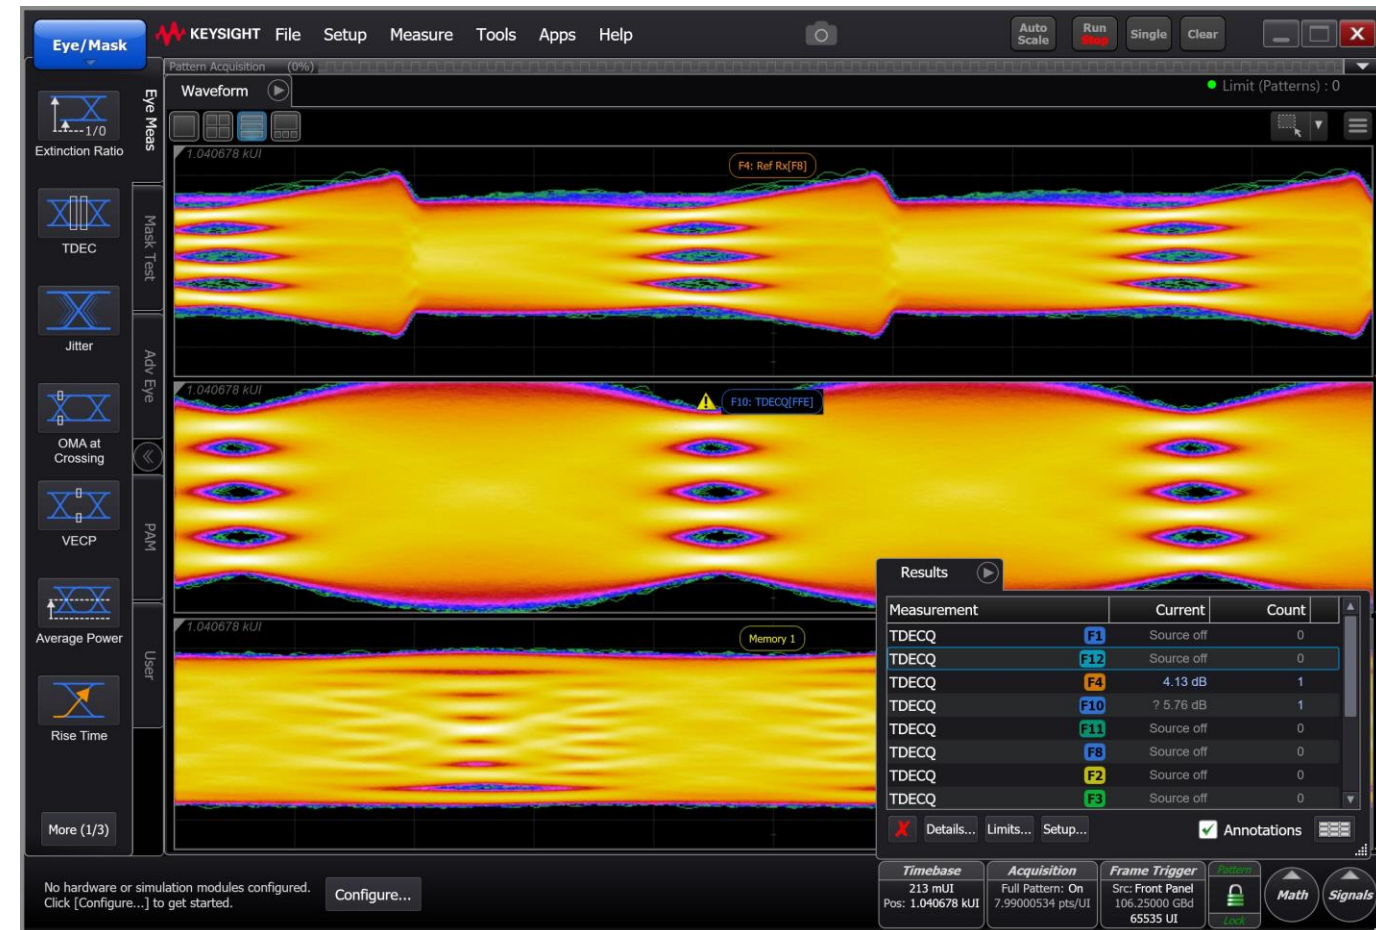 Eye/Mask
KEYSIGHT File Setup Measure Tools Apps Help
Auto Scale
Run Stop
Single
Clear
X
Pattern Acquisition (0%)
Waveform
Limit (Patterns) : 0
Extinction Ratio
1/0
TDEC
Jitter
OMA at
Crossing
VECP
Average Power
Rise Time
More (1/3)
Eye Meas
Mask Test
Adv Eye
PAM
User
1.040678 kUI
F4: Ref Rx[F8]
1.040678 kUI
F10: TDECQ[FFE]
1.040678 kUI
Memory 1
Results
Measurement Current Count
TDECQ F1 Source off 0
TDECQ F12 Source off 0
TDECQ F4 4.13 dB 1
TDECQ F10 ? 5.76 dB 1
TDECQ F11 Source off 0
TDECQ F8 Source off 0
TDECQ F2 Source off 0
TDECQ F3 Source off 0
Details... Limits... Setup... Annotations
No hardware or simulation modules configured.
Click [Configure...] to get started.
Configure...
Timebase
213 mUI
Pos: 1.040678 kUI
Acquisition
Full Pattern: On
7.99000534 pts/UI
Frame Trigger
Src: Front Panel
106.25000 GBd
65535 UI
Pattern
Lock
Math
Signals